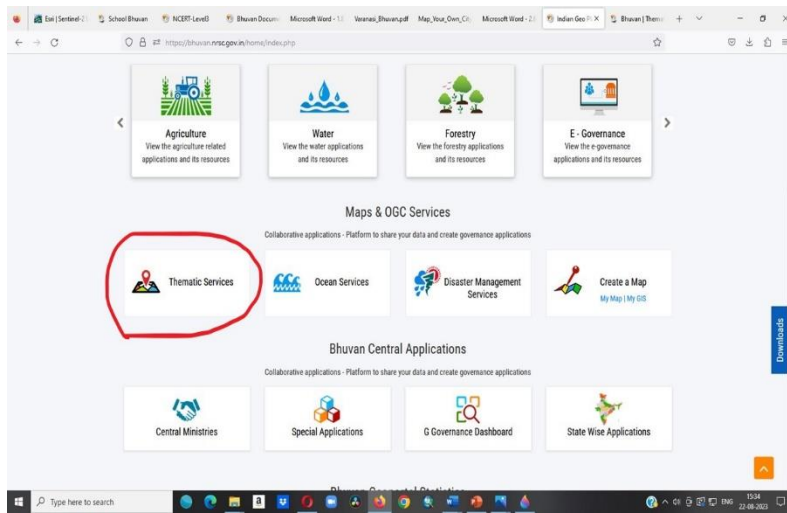 Esri | Sentinel-2
School Bhuvan
NCERT-Level3
Bhuvan Docum
Microsoft Word - 1.
Varanasi_Bhuvan.pdf
Map_Your_Own_Cit
Microsoft Word - 2.
Indian Geo Pl
Bhuvan | Thema
https://bhuvan.nrsc.gov.in/home/index.php
Agriculture
View the agriculture related
applications and its resources
Water
View the water applications
and its resources
Forestry
View the forestry applications
and its resources
E - Governance
View the e-governance
applications and its resources
Maps & OGC Services
Collaborative applications - Platform to share your data and create governance applications
Thematic Services
Ocean Services
Disaster Management
Services
Create a Map
My Map | My GIS
Downloads
Bhuvan Central Applications
Collaborative applications - Platform to share your data and create governance applications
Central Ministries
Special Applications
G Governance Dashboard
State Wise Applications
Type here to search
ENG
1534
22-08-2023